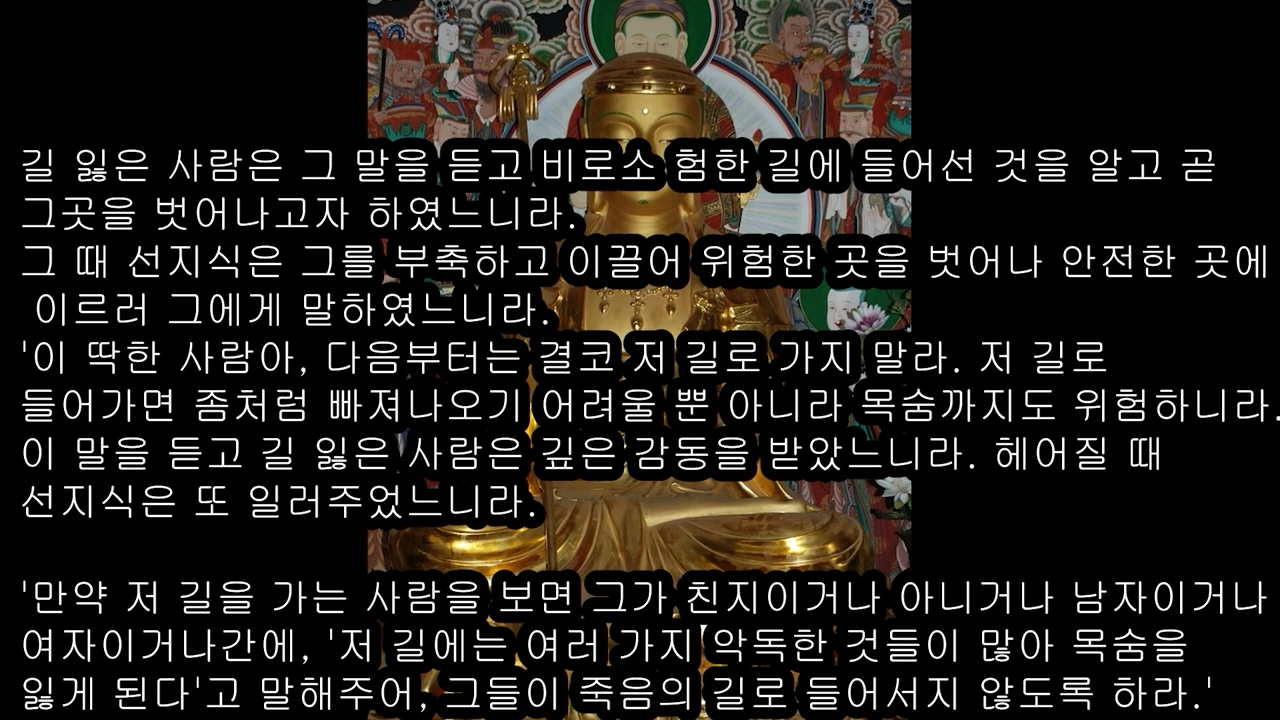 길 잃은 사람은 그 말을 듣고 비로소 험한 길에 들어선 것을 알고 곧
그곳을 벗어나고자 하였느니라.
그 때 선지식은 그를 부축하고 이끌어 위험한 곳을 벗어나 안전한 곳에
이르러 그에게 말하였느니라.
'이 딱한 사람아, 다음부터는 결코 저 길로 가지 말라. 저 길로
들어가면 좀처럼 빠져나오기 어려울 뿐 아니라 목숨까지도 위험하니라.
이 말을 듣고 길 잃은 사람은 깊은 감동을 받았느니라. 헤어질 때
선지식은 또 일러주었느니라.
'만약 저 길을 가는 사람을 보면 그가 친지이거나 아니거나 남자이거나
여자이거나간에, '저 길에는 여러 가지 악독한 것들이 많아 목숨을
잃게 된다'고 말해주어, 그들이 죽음의 길로 들어서지 않도록 하라.'